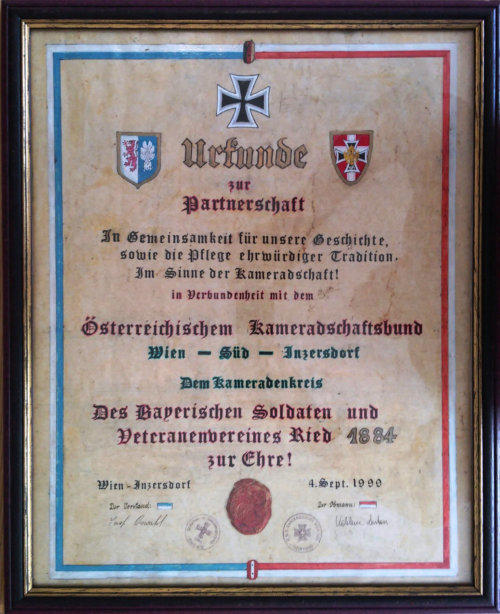 Urkunde
zur
Partnerschaft
In Gemeinsamkeit für unsere Geschichte,
sowie die Pflege ehrwürdiger Tradition.
Im Sinne der Kameradschaft!
in Verbundenheit mit dem
Österreichischem Kameradschaftsbund
Wien – Süd – Inzersdorf
Dem Kameradenkreis
Des Bayerischen Soldaten und
Veteranenvereines Ried 1884
zur Ehre!
Wien-Inzersdorf 4. Sept. 1999
Der Vorstand: Der Obmann: